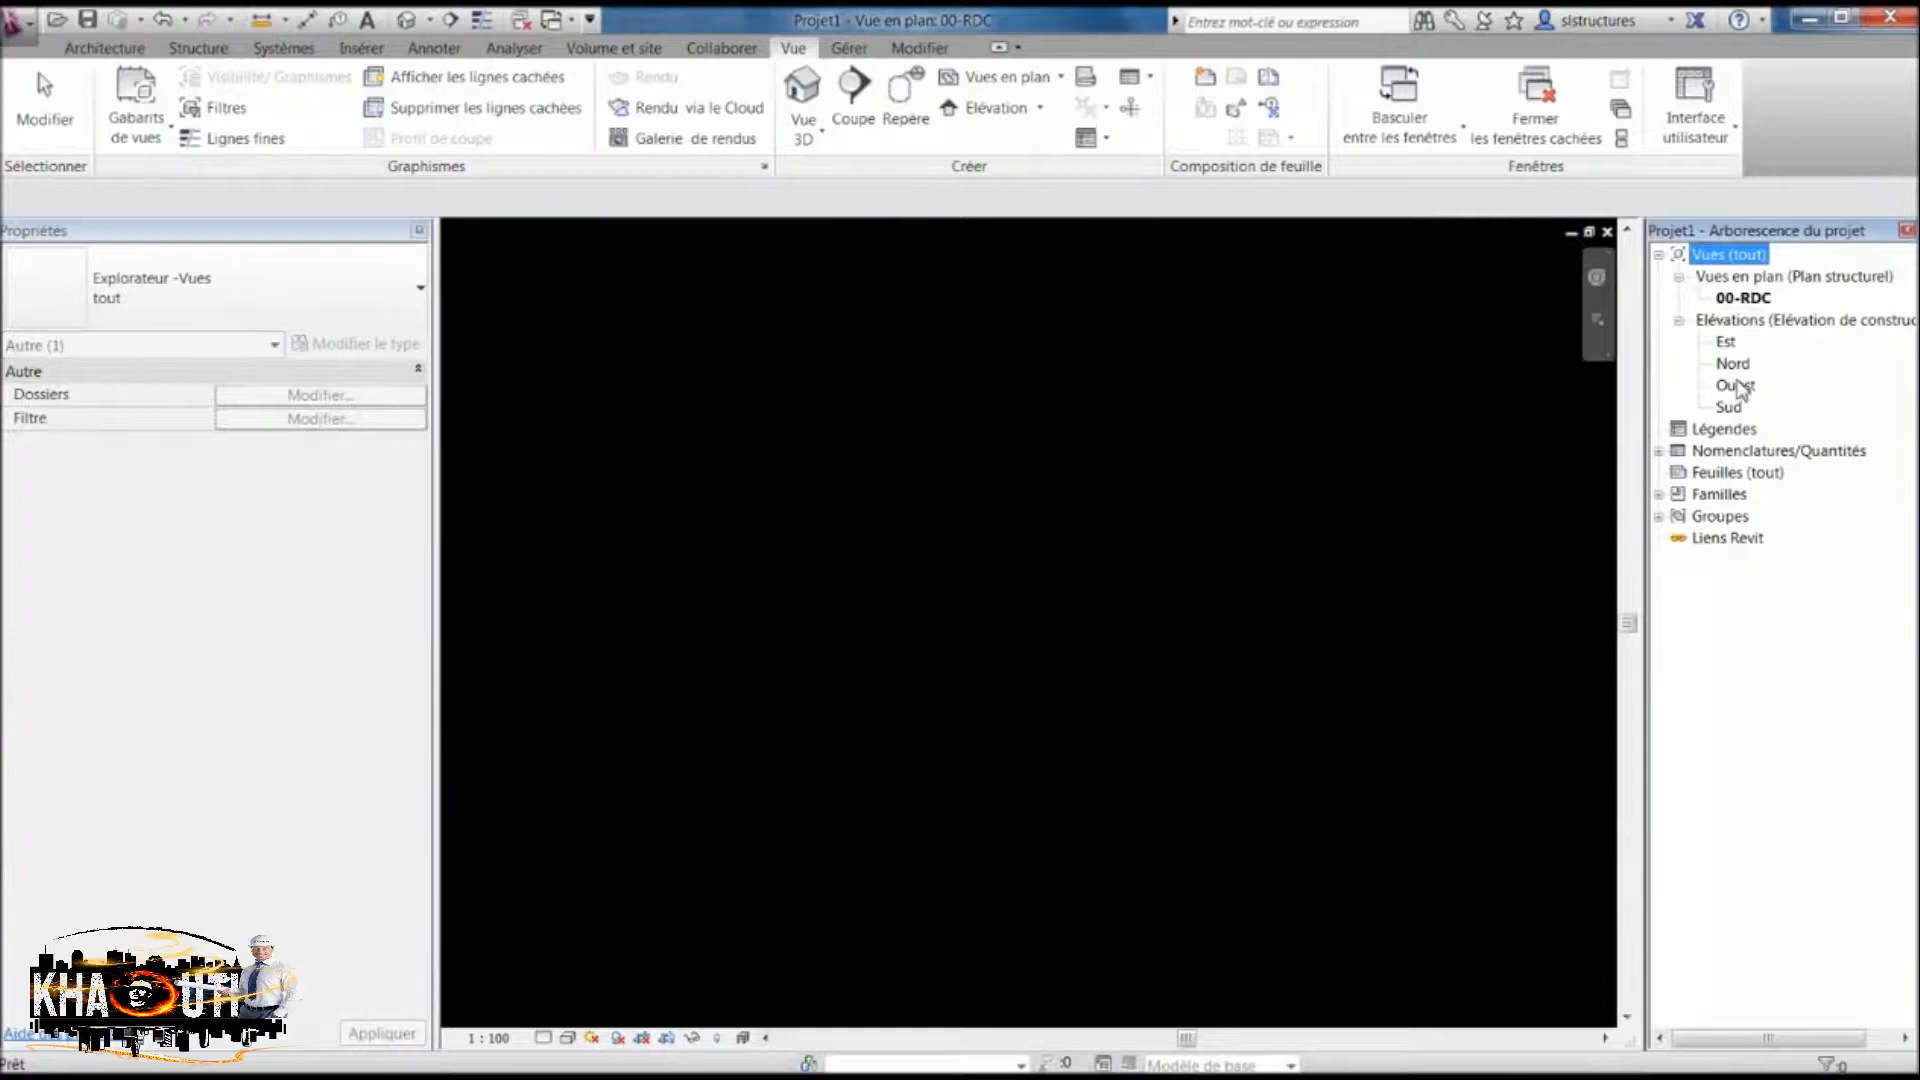 Projet1 - Vue en plan: 00-RDC
Entrez mot-clé ou expression
slstructures
Architecture
Structure
Systèmes
Insérer
Annoter
Analyser
Volume et site
Collaborer
Vue
Gérer
Modifier
Modifier
Gabarits
de vues
Visibilité/ Graphismes
Filtres
Lignes fines
Afficher les lignes cachées
Supprimer les lignes cachées
Profil de coupe
Rendu
Rendu via le Cloud
Galerie de rendus
Vue
3D
Coupe
Repère
Vues en plan
Elévation
Basculer
entre les fenêtres
Fermer
les fenêtres cachées
Interface
utilisateur
Sélectionner
Graphismes
Créer
Composition de feuille
Fenêtres
Propriétés
Explorateur -Vues
tout
Autre (1)
Modifier le type
Autre
Dossiers
Modifier...
Filtre
Modifier...
Appliquer
Projet1 - Arborescence du projet
Vues (tout)
Vues en plan (Plan structurel)
00-RDC
Elévations (Elévation de construc
Est
Nord
Ouest
Sud
Légendes
Nomenclatures/Quantités
Feuilles (tout)
Familles
Groupes
Liens Revit
1 : 100
Prêt
:0
Modèle de base
:0